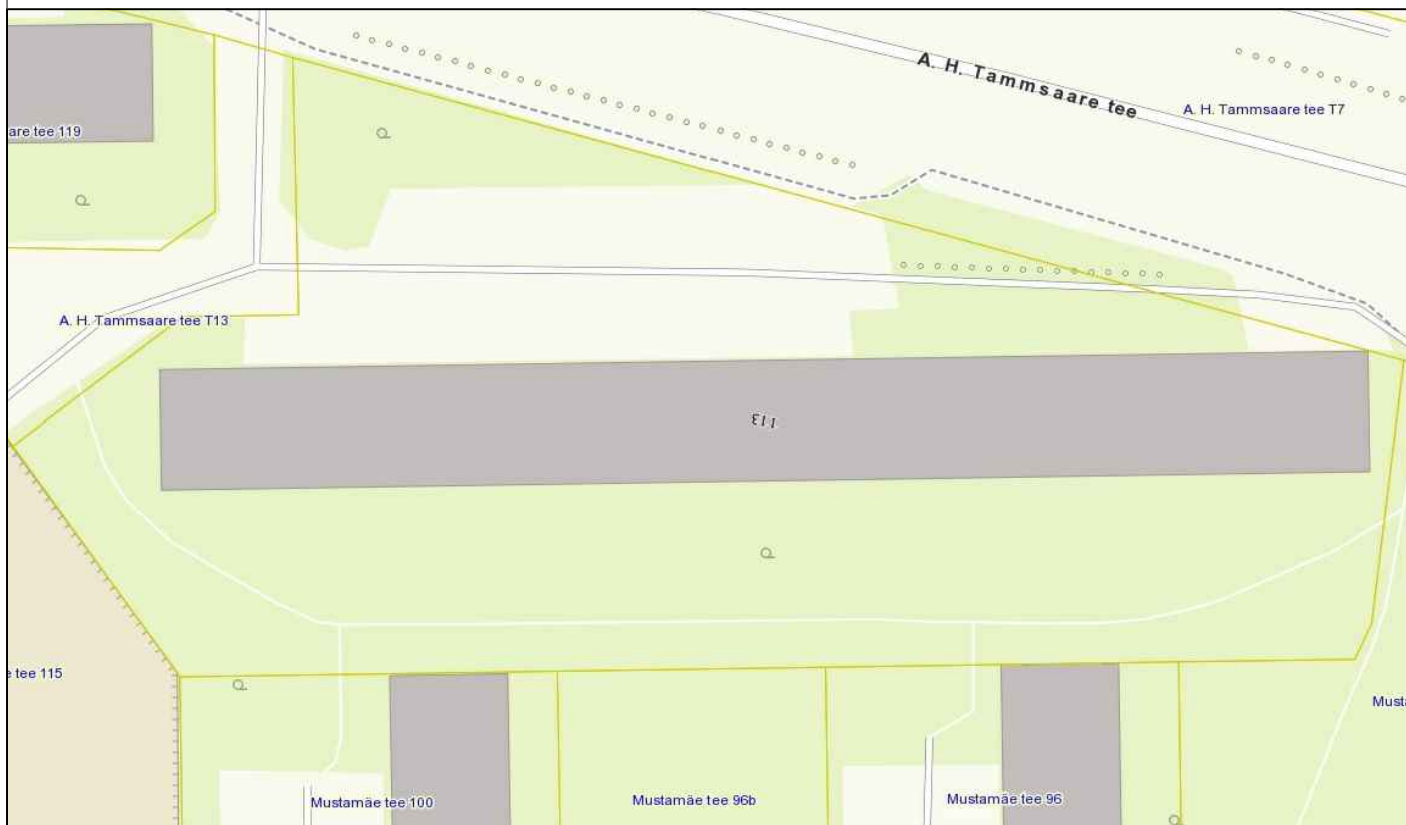 A. H. Tammsaare tee
A. H. Tammsaare tee T7
are tee 119
A. H. Tammsaare tee T13
113
e tee 115
Must
Mustamäe tee 100
Mustamäe tee 96b
Mustamäe tee 96